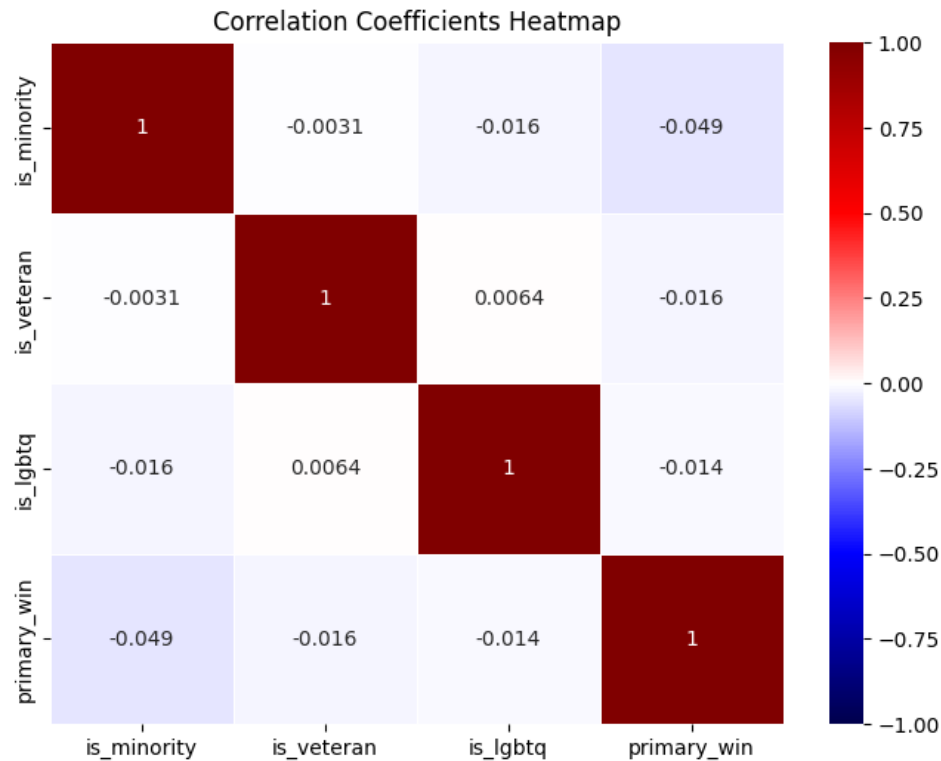 Correlation Coefficients Heatmap
is_minority
1
-0.0031
-0.016
-0.049
is_veteran
-0.0031
1
0.0064
-0.016
is_lgbtq
-0.016
0.0064
1
-0.014
primary_win
-0.049
-0.016
-0.014
1
is_minority
is_veteran
is_lgbtq
primary_win
1.00
0.75
0.50
0.25
0.00
−0.25
−0.50
−0.75
−1.00